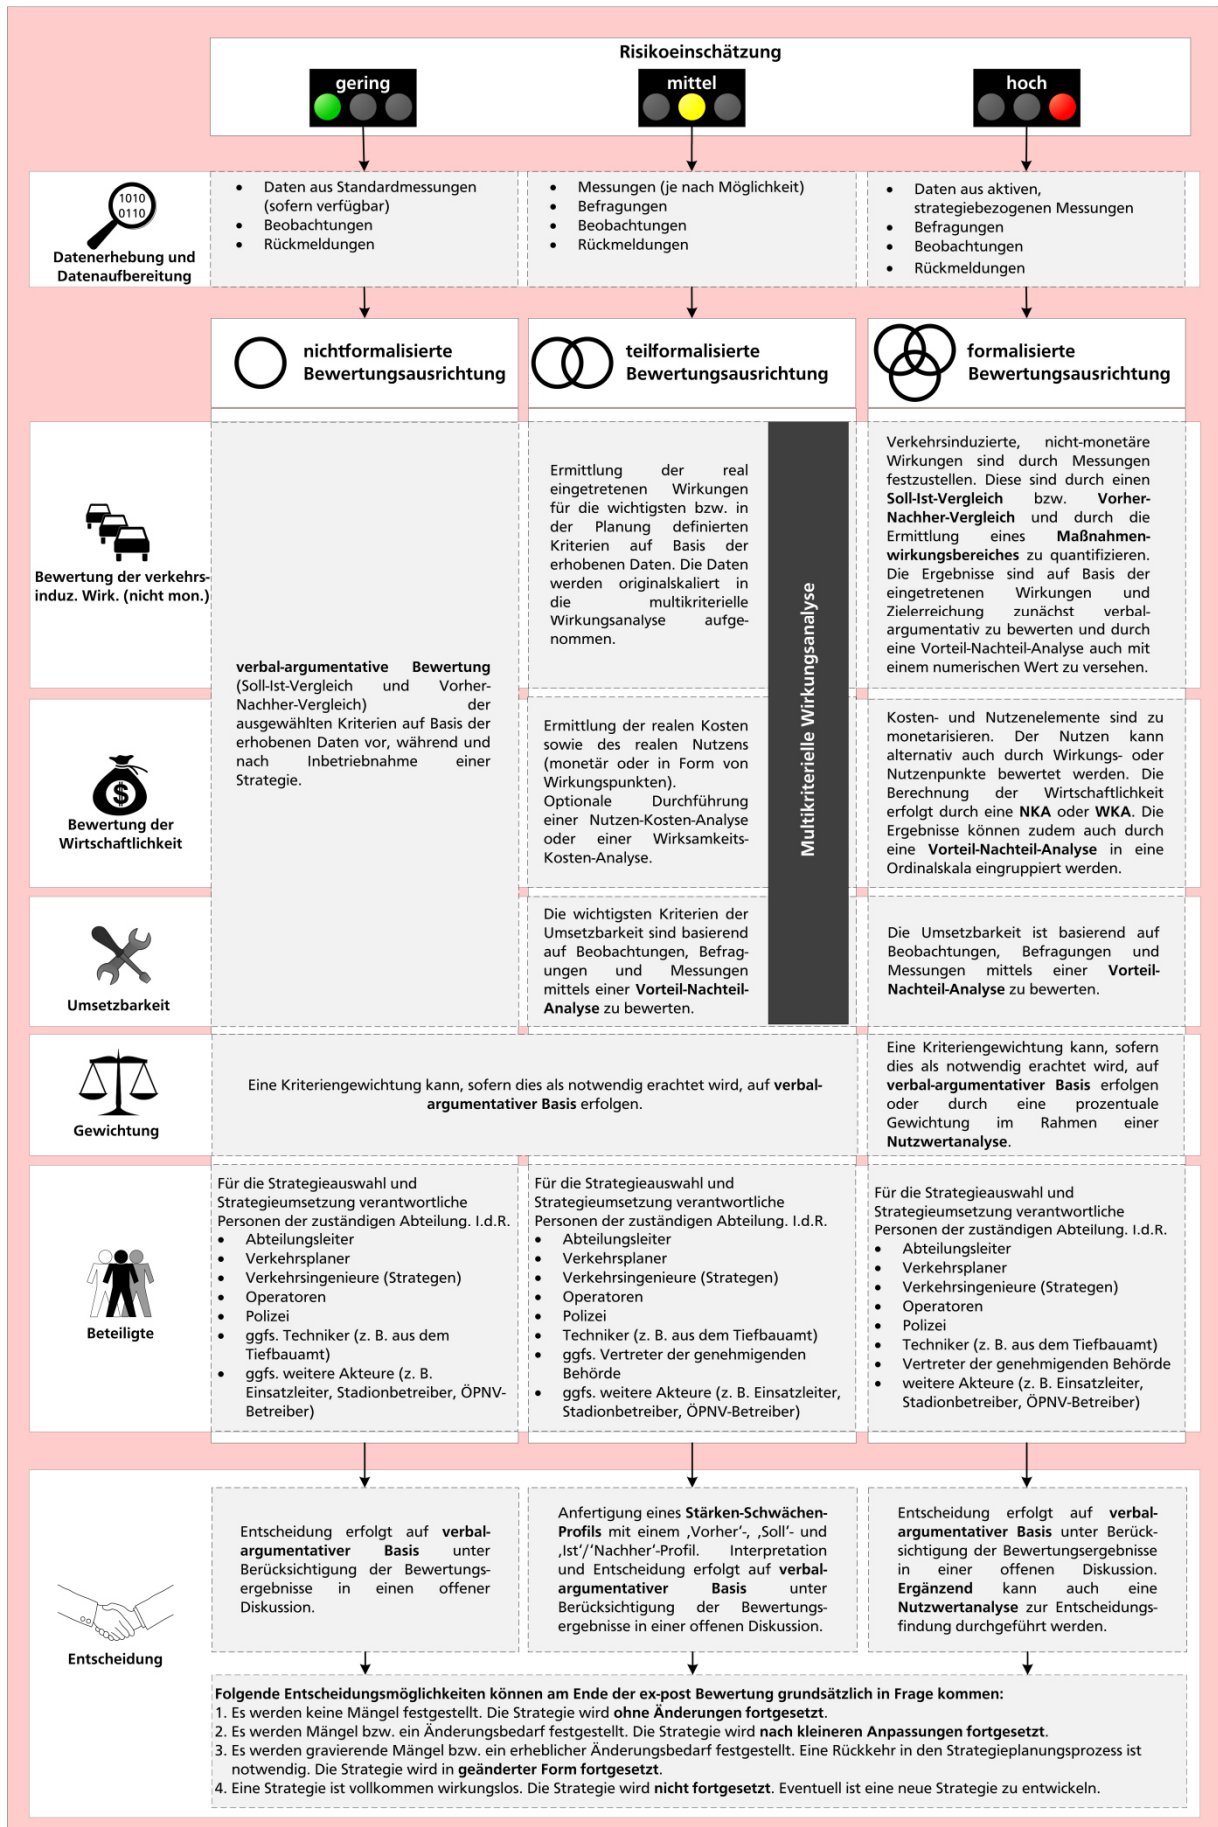 Risikoeinschätzung
gering
mittel
hoch
1010
0110
Datenerhebung und
Datenaufbereitung
• Daten aus Standardmessungen
(sofern verfügbar)
• Beobachtungen
• Rückmeldungen
• Messungen (je nach Möglichkeit)
• Befragungen
• Beobachtungen
• Rückmeldungen
• Daten aus aktiven,
strategiebezogenen Messungen
• Befragungen
• Beobachtungen
• Rückmeldungen
nichtformalisierte
Bewertungsausrichtung
teilformalisierte
Bewertungsausrichtung
formalisierte
Bewertungsausrichtung
Bewertung der verkehrs-
induz. Wirk. (nicht mon.)
verbal-argumentative Bewertung
(Soll-Ist-Vergleich und Vorher-
Nachher-Vergleich) der
ausgewählten Kriterien auf Basis der
erhobenen Daten vor, während und
nach Inbetriebnahme einer
Strategie.
Ermittlung der real
eingetretenen Wirkungen
für die wichtigsten bzw. in
der Planung definierten
Kriterien auf Basis der
erhobenen Daten. Die Daten
werden originalskaliert in
die multikriterielle
Wirkungsanalyse aufge-
nommen.
Multikriterielle Wirkungsanalyse
Verkehrsinduzierte, nicht-monetäre
Wirkungen sind durch Messungen
festzustellen. Diese sind durch einen
Soll-Ist-Vergleich bzw. Vorher-
Nachher-Vergleich und durch die
Ermittlung eines Maßnahmen-
wirkungsbereiches zu quantifizieren.
Die Ergebnisse sind auf Basis der
eingetretenen Wirkungen und
Zielerreichung zunächst verbal-
argumentativ zu bewerten und durch
eine Vorteil-Nachteil-Analyse auch mit
einem numerischen Wert zu versehen.
$
Bewertung der
Wirtschaftlichkeit
Ermittlung der realen Kosten
sowie des realen Nutzens
(monetär oder in Form von
Wirkungspunkten).
Optionale Durchführung
einer Nutzen-Kosten-Analyse
oder einer Wirksamkeits-
Kosten-Analyse.
Kosten- und Nutzenelemente sind zu
monetarisieren. Der Nutzen kann
alternativ auch durch Wirkungs- oder
Nutzenpunkte bewertet werden. Die
Berechnung der Wirtschaftlichkeit
erfolgt durch eine NKA oder WKA. Die
Ergebnisse können zudem auch durch
eine Vorteil-Nachteil-Analyse in eine
Ordinalskala eingruppiert werden.
Umsetzbarkeit
Die wichtigsten Kriterien der
Umsetzbarkeit sind basierend
auf Beobachtungen, Befrag-
ungen und Messungen
mittels einer Vorteil-Nachteil-
Analyse zu bewerten.
Die Umsetzbarkeit ist basierend auf
Beobachtungen, Befragungen und
Messungen mittels einer Vorteil-
Nachteil-Analyse zu bewerten.
Gewichtung
Eine Kriteriengewichtung kann, sofern dies als notwendig erachtet wird, auf verbal-
argumentativer Basis erfolgen.
Eine Kriteriengewichtung kann, sofern
dies als notwendig erachtet wird, auf
verbal-argumentativer Basis erfolgen
oder durch eine prozentuale
Gewichtung im Rahmen einer
Nutzwertanalyse.
Beteiligte
Für die Strategieauswahl und
Strategieumsetzung verantwortliche
Personen der zuständigen Abteilung. I.d.R.
• Abteilungsleiter
• Verkehrsplaner
• Verkehrsingenieure (Strategen)
• Operatoren
• Polizei
• ggfs. Techniker (z. B. aus dem
Tiefbauamt)
• ggfs. weitere Akteure (z. B.
Einsatzleiter, Stadionbetreiber, ÖPNV-
Betreiber)
Für die Strategieauswahl und
Strategieumsetzung verantwortliche
Personen der zuständigen Abteilung. I.d.R.
• Abteilungsleiter
• Verkehrsplaner
• Verkehrsingenieure (Strategen)
• Operatoren
• Polizei
• Techniker (z. B. aus dem Tiefbauamt)
• ggfs. Vertreter der genehmigenden
Behörde
• ggfs. weitere Akteure (z. B. Einsatzleiter,
Stadionbetreiber, ÖPNV-Betreiber)
Für die Strategieauswahl und
Strategieumsetzung verantwortliche
Personen der zuständigen Abteilung. I.d.R.
• Abteilungsleiter
• Verkehrsplaner
• Verkehrsingenieure (Strategen)
• Operatoren
• Polizei
• Techniker (z. B. aus dem Tiefbauamt)
• Vertreter der genehmigenden Behörde
• weitere Akteure (z. B. Einsatzleiter,
Stadionbetreiber, ÖPNV-Betreiber)
Entscheidung
Entscheidung erfolgt auf verbal-
argumentativer Basis unter
Berücksichtigung der Bewertungs-
ergebnisse in einen offener
Diskussion.
Anfertigung eines Stärken-Schwächen-
Profils mit einem ‚Vorher‘-, ‚Soll‘- und
‚Ist‘/‘Nachher‘-Profil. Interpretation
und Entscheidung erfolgt auf verbal-
argumentativer Basis unter
Berücksichtigung der Bewertungs-
ergebnisse in einer offenen Diskussion.
Entscheidung erfolgt auf verbal-
argumentativer Basis unter Berück-
sichtigung der Bewertungsergebnisse
in einer offenen Diskussion.
Ergänzend kann auch eine
Nutzwertanalyse zur Entscheidungs-
findung durchgeführt werden.
Folgende Entscheidungsmöglichkeiten können am Ende der ex-post Bewertung grundsätzlich in Frage kommen:
1. Es werden keine Mängel festgestellt. Die Strategie wird ohne Änderungen fortgesetzt.
2. Es werden Mängel bzw. ein Änderungsbedarf festgestellt. Die Strategie wird nach kleineren Anpassungen fortgesetzt.
3. Es werden gravierende Mängel bzw. ein erheblicher Änderungsbedarf festgestellt. Eine Rückkehr in den Strategieplanungsprozess ist
notwendig. Die Strategie wird in geänderter Form fortgesetzt.
4. Eine Strategie ist vollkommen wirkungslos. Die Strategie wird nicht fortgesetzt. Eventuell ist eine neue Strategie zu entwickeln.